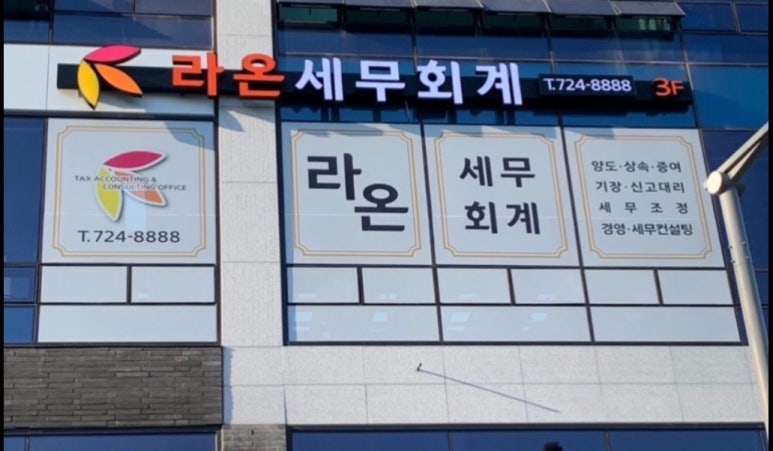 라온세무회계 T.724-8888 3F
TAX ACCOUNTING &
CONSULTING OFFICE
T.724-8888
라온
세무
회계
양도·상속·증여
기장·신고대리
세무조정
경영·세무컨설팅